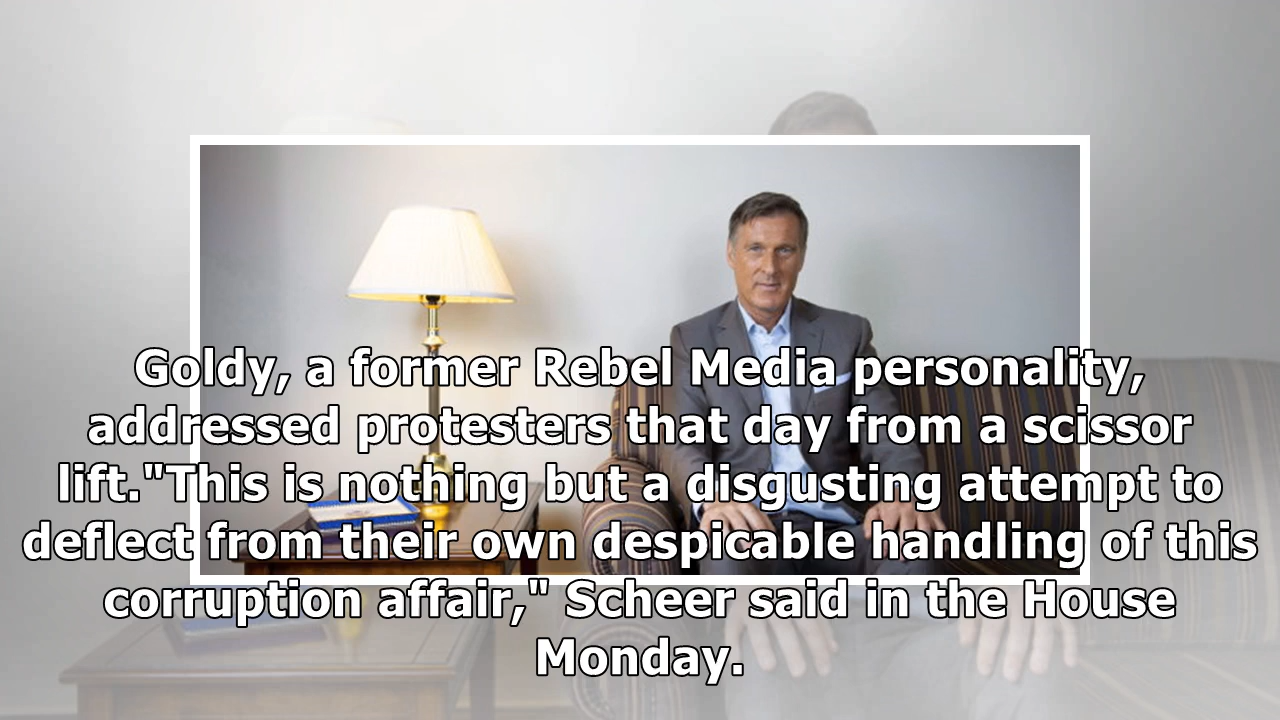 Goldy, a former Rebel Media personality,
addressed protesters that day from a scissor
lift."This is nothing but a disgusting attempt to
deflect from their own despicable handling of this
corruption affair," Scheer said in the House
Monday.